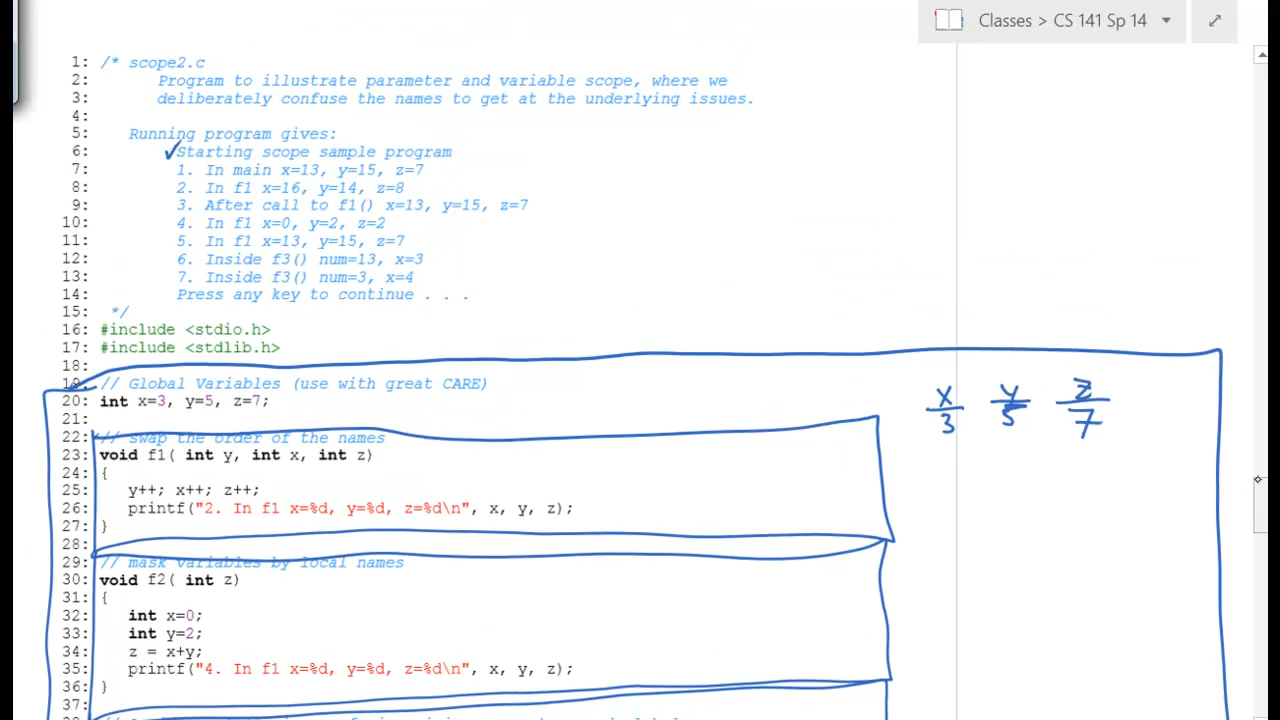 Classes > CS 141 Sp 14
1: /* scope2.c
2: Program to illustrate parameter and variable scope, where we
3: deliberately confuse the names to get at the underlying issues.
4:
5: Running program gives:
6: Starting scope sample program
7: 1. In main x=13, y=15, z=7
8: 2. In f1 x=16, y=14, z=8
9: 3. After call to f1() x=13, y=15, z=7
10: 4. In f1 x=0, y=2, z=2
11: 5. In f1 x=13, y=15, z=7
12: 6. Inside f3() num=13, x=3
13: 7. Inside f3() num=3, x=4
14: Press any key to continue . . .
15: */
16: #include <stdio.h>
17: #include <stdlib.h>
18:
19: // Global Variables (use with great CARE)
20: int x=3, y=5, z=7;
x y z
3 5 7
21:
22: // swap the order of the names
23: void f1( int y, int x, int z)
24: {
25: y++; x++; z++;
26: printf("2. In f1 x=%d, y=%d, z=%d\n", x, y, z);
27: }
28:
29: // mask variables by local names
30: void f2( int z)
31: {
32: int x=0;
33: int y=2;
34: z = x+y;
35: printf("4. In f1 x=%d, y=%d, z=%d\n", x, y, z);
36: }
37: